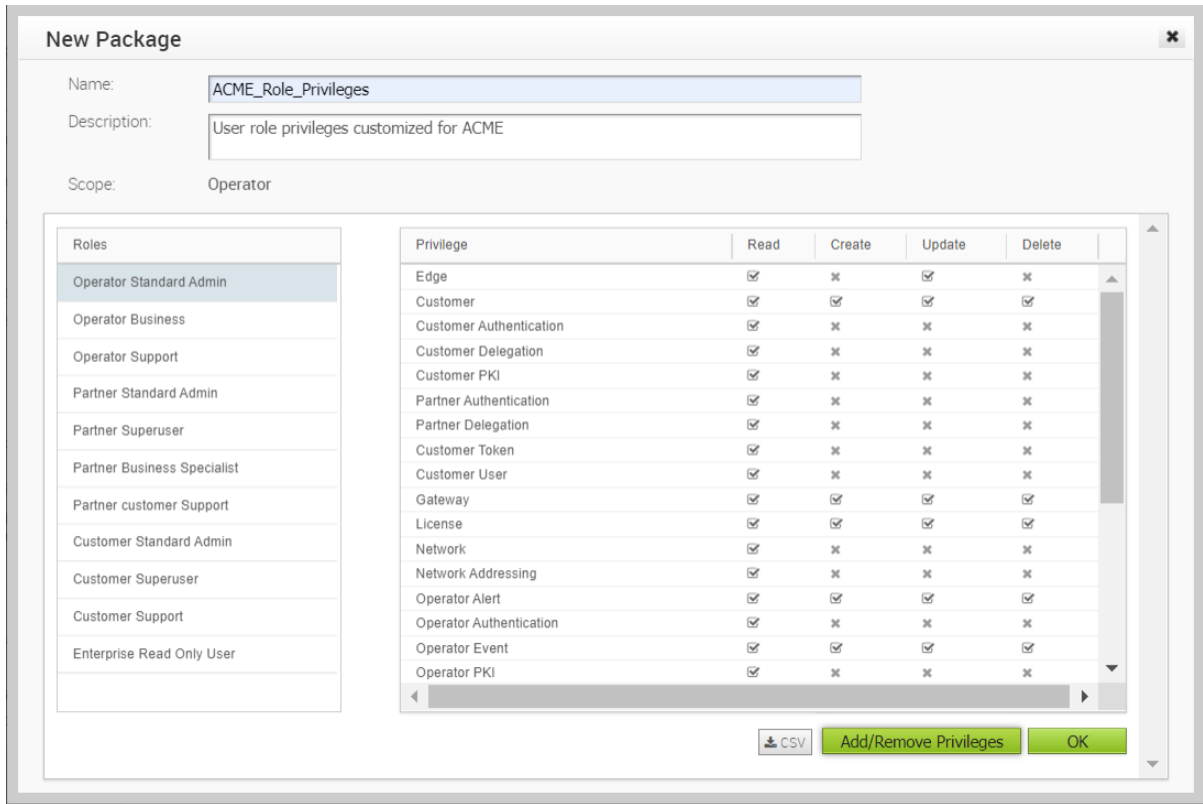 New Package
Name:
ACME_Role_Privileges
Description:
User role privileges customized for ACME
Scope:
Operator
Roles
Operator Standard Admin
Operator Business
Operator Support
Partner Standard Admin
Partner Superuser
Partner Business Specialist
Partner customer Support
Customer Standard Admin
Customer Superuser
Customer Support
Enterprise Read Only User
Privilege Read Create Update Delete
Edge
Customer
Customer Authentication
Customer Delegation
Customer PKI
Partner Authentication
Partner Delegation
Customer Token
Customer User
Gateway
License
Network
Network Addressing
Operator Alert
Operator Authentication
Operator Event
Operator PKI
CSV Add/Remove Privileges OK